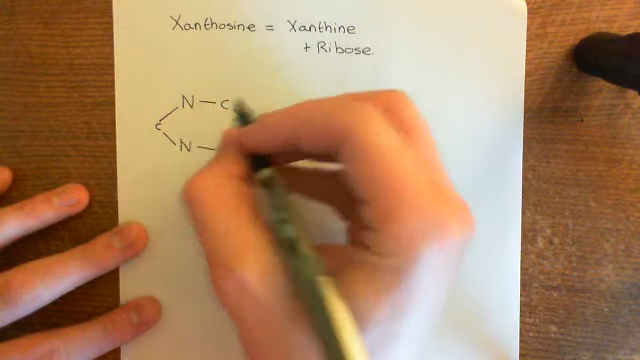 Xanthosine = Xanthine
+ Ribose
N — C
C
N —